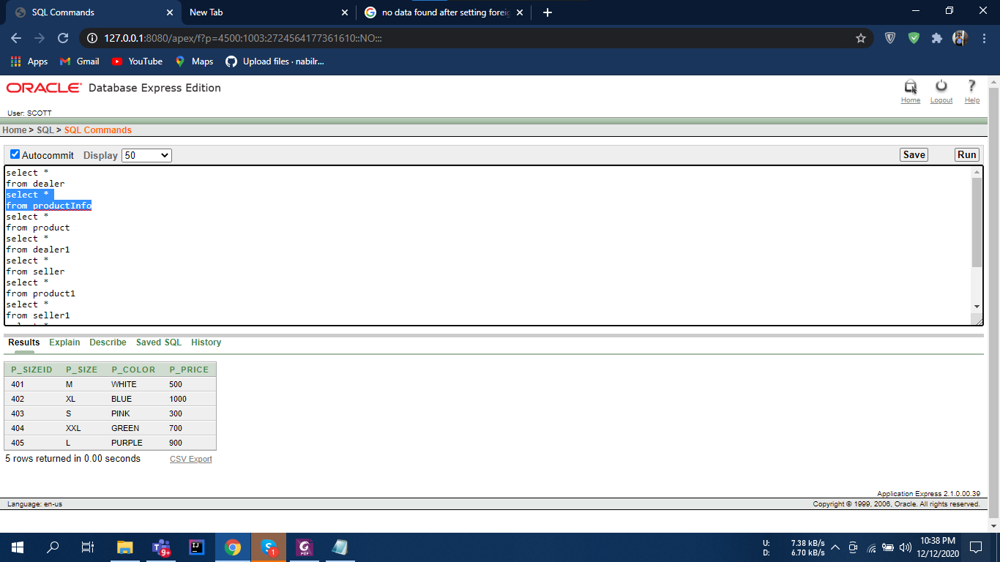 SQL Commands
New Tab
no data found after setting foreig
127.0.0.1:8080/apex/f?p=4500:1003:2724564177361610::NO:::
Apps
Gmail
YouTube
Maps
Upload files · nabilr...
ORACLE Database Express Edition
Home
Logout
Help
User: SCOTT
Home > SQL > SQL Commands
Autocommit Display 50
Save
Run
select *
from dealer
select *
from productInfo
select *
from product
select *
from dealer1
select *
from seller
select *
from product1
select *
from seller1
Results Explain Describe Saved SQL History
P_SIZEID P_SIZE P_COLOR P_PRICE
401 M WHITE 500
402 XL BLUE 1000
403 S PINK 300
404 XXL GREEN 700
405 L PURPLE 900
5 rows returned in 0.00 seconds
CSV Export
Application Express 2.1.0.00.39
Language: en-us
Copyright © 1999, 2006, Oracle. All rights reserved.
9+
IJ
S
1
G
PDF
U: 7.38 kB/s
D: 6.70 kB/s
10:38 PM
12/12/2020